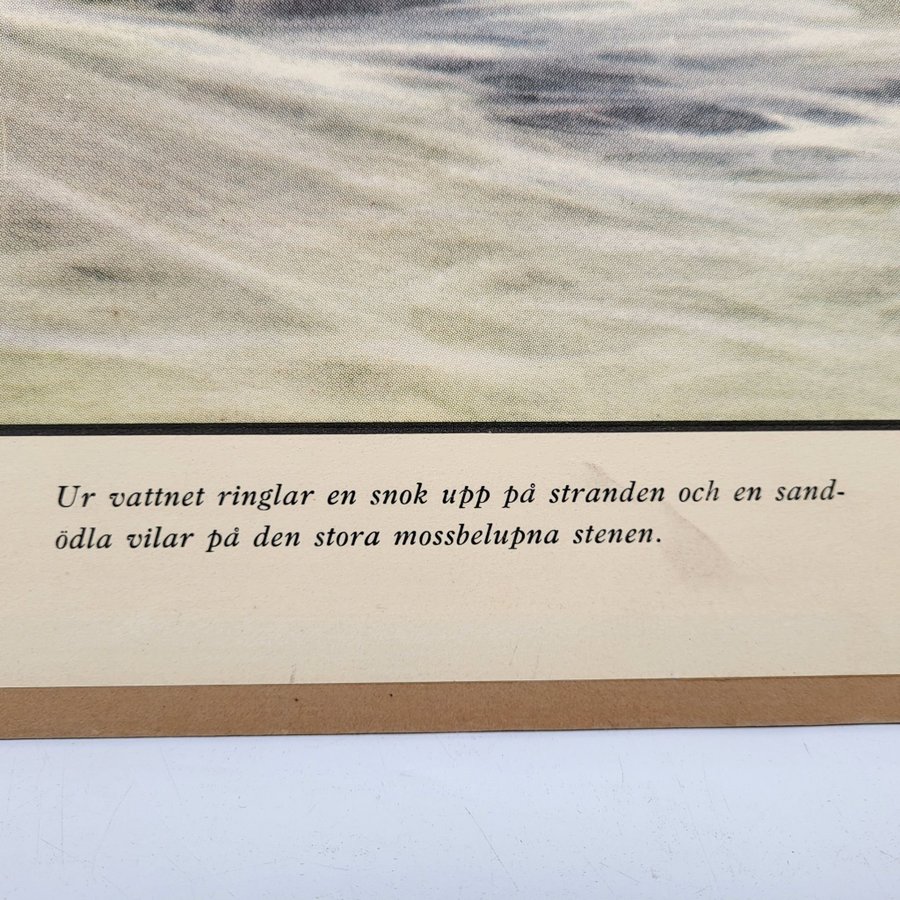 Ur vattnet ringlar en snok upp på stranden och en sand-
ödla vilar på den stora mossbelupna stenen.